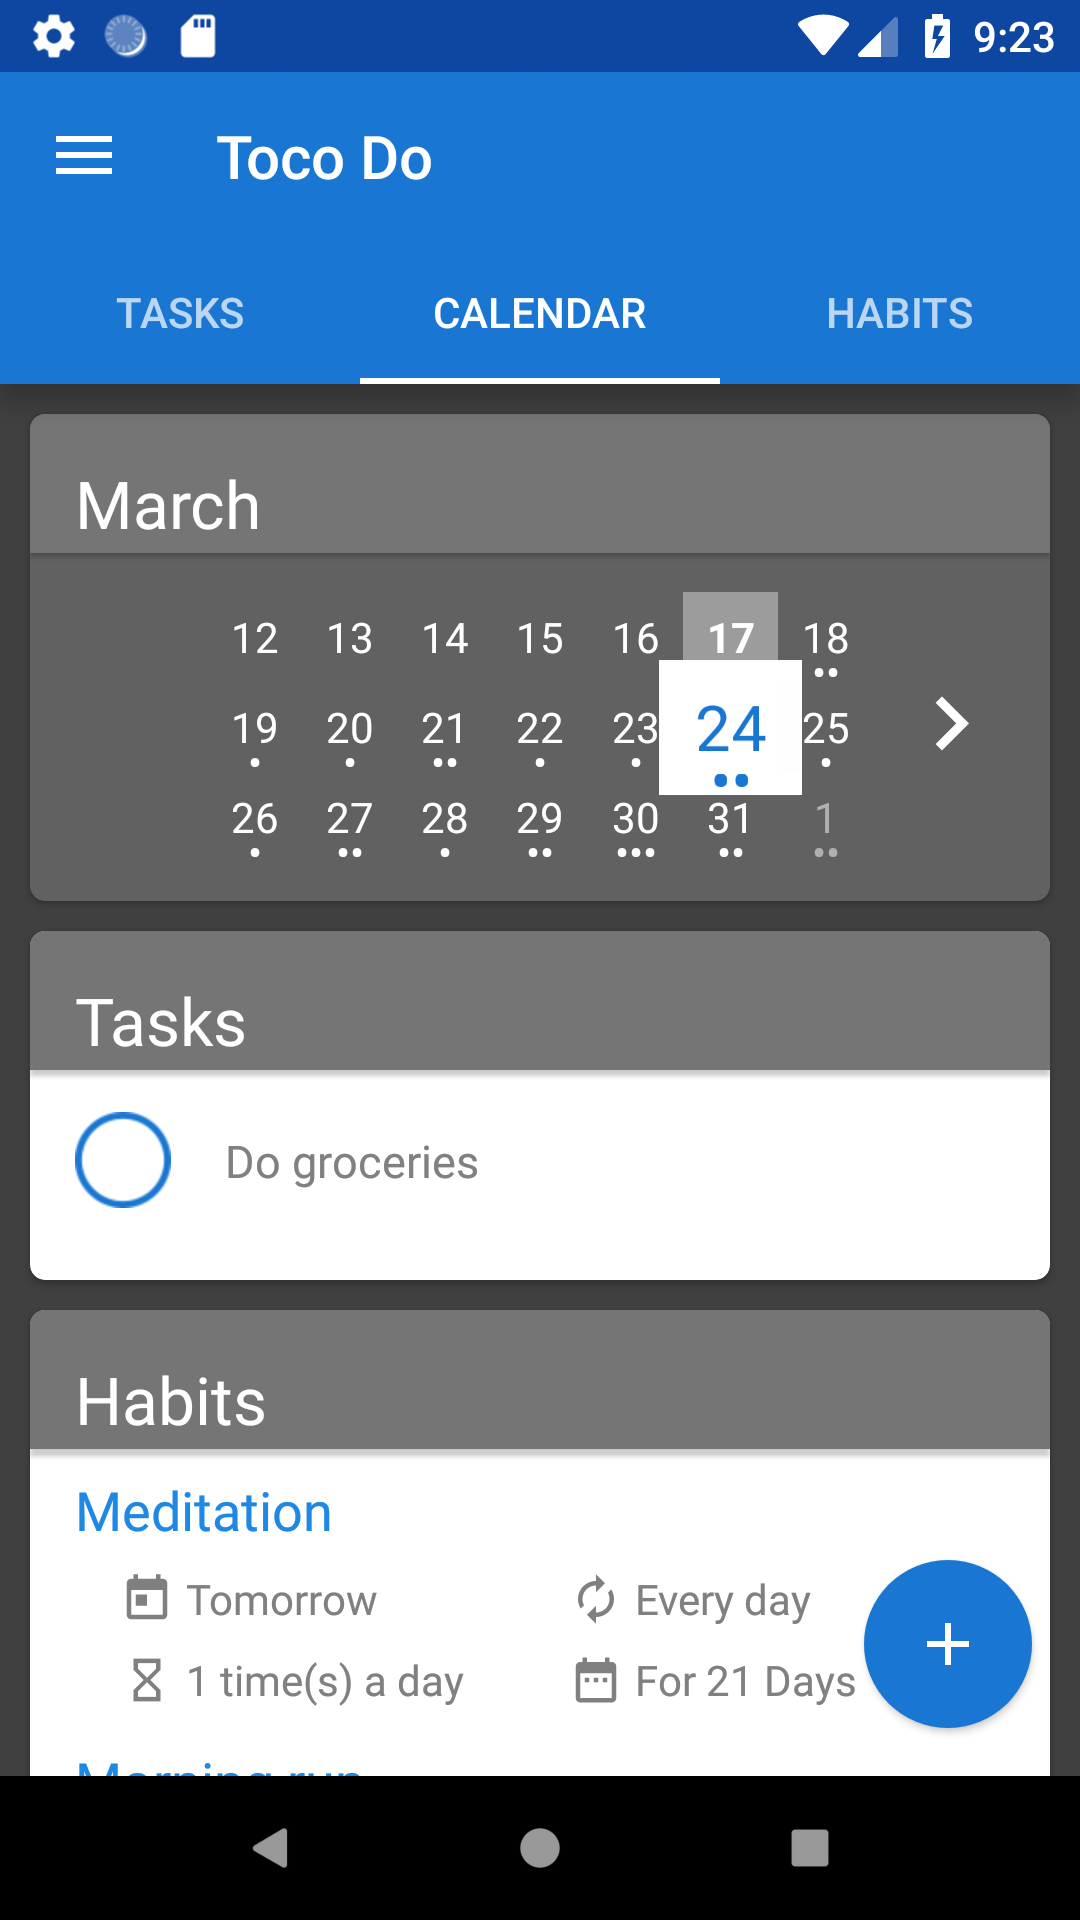 9:23
Toco Do
TASKS CALENDAR HABITS
March
12 13 14 15 16 17 18
19 20 21 22 23 24 25
26 27 28 29 30 31 1
Tasks
Do groceries
Habits
Meditation
Tomorrow Every day
1 time(s) a day For 21 Days
Morning run